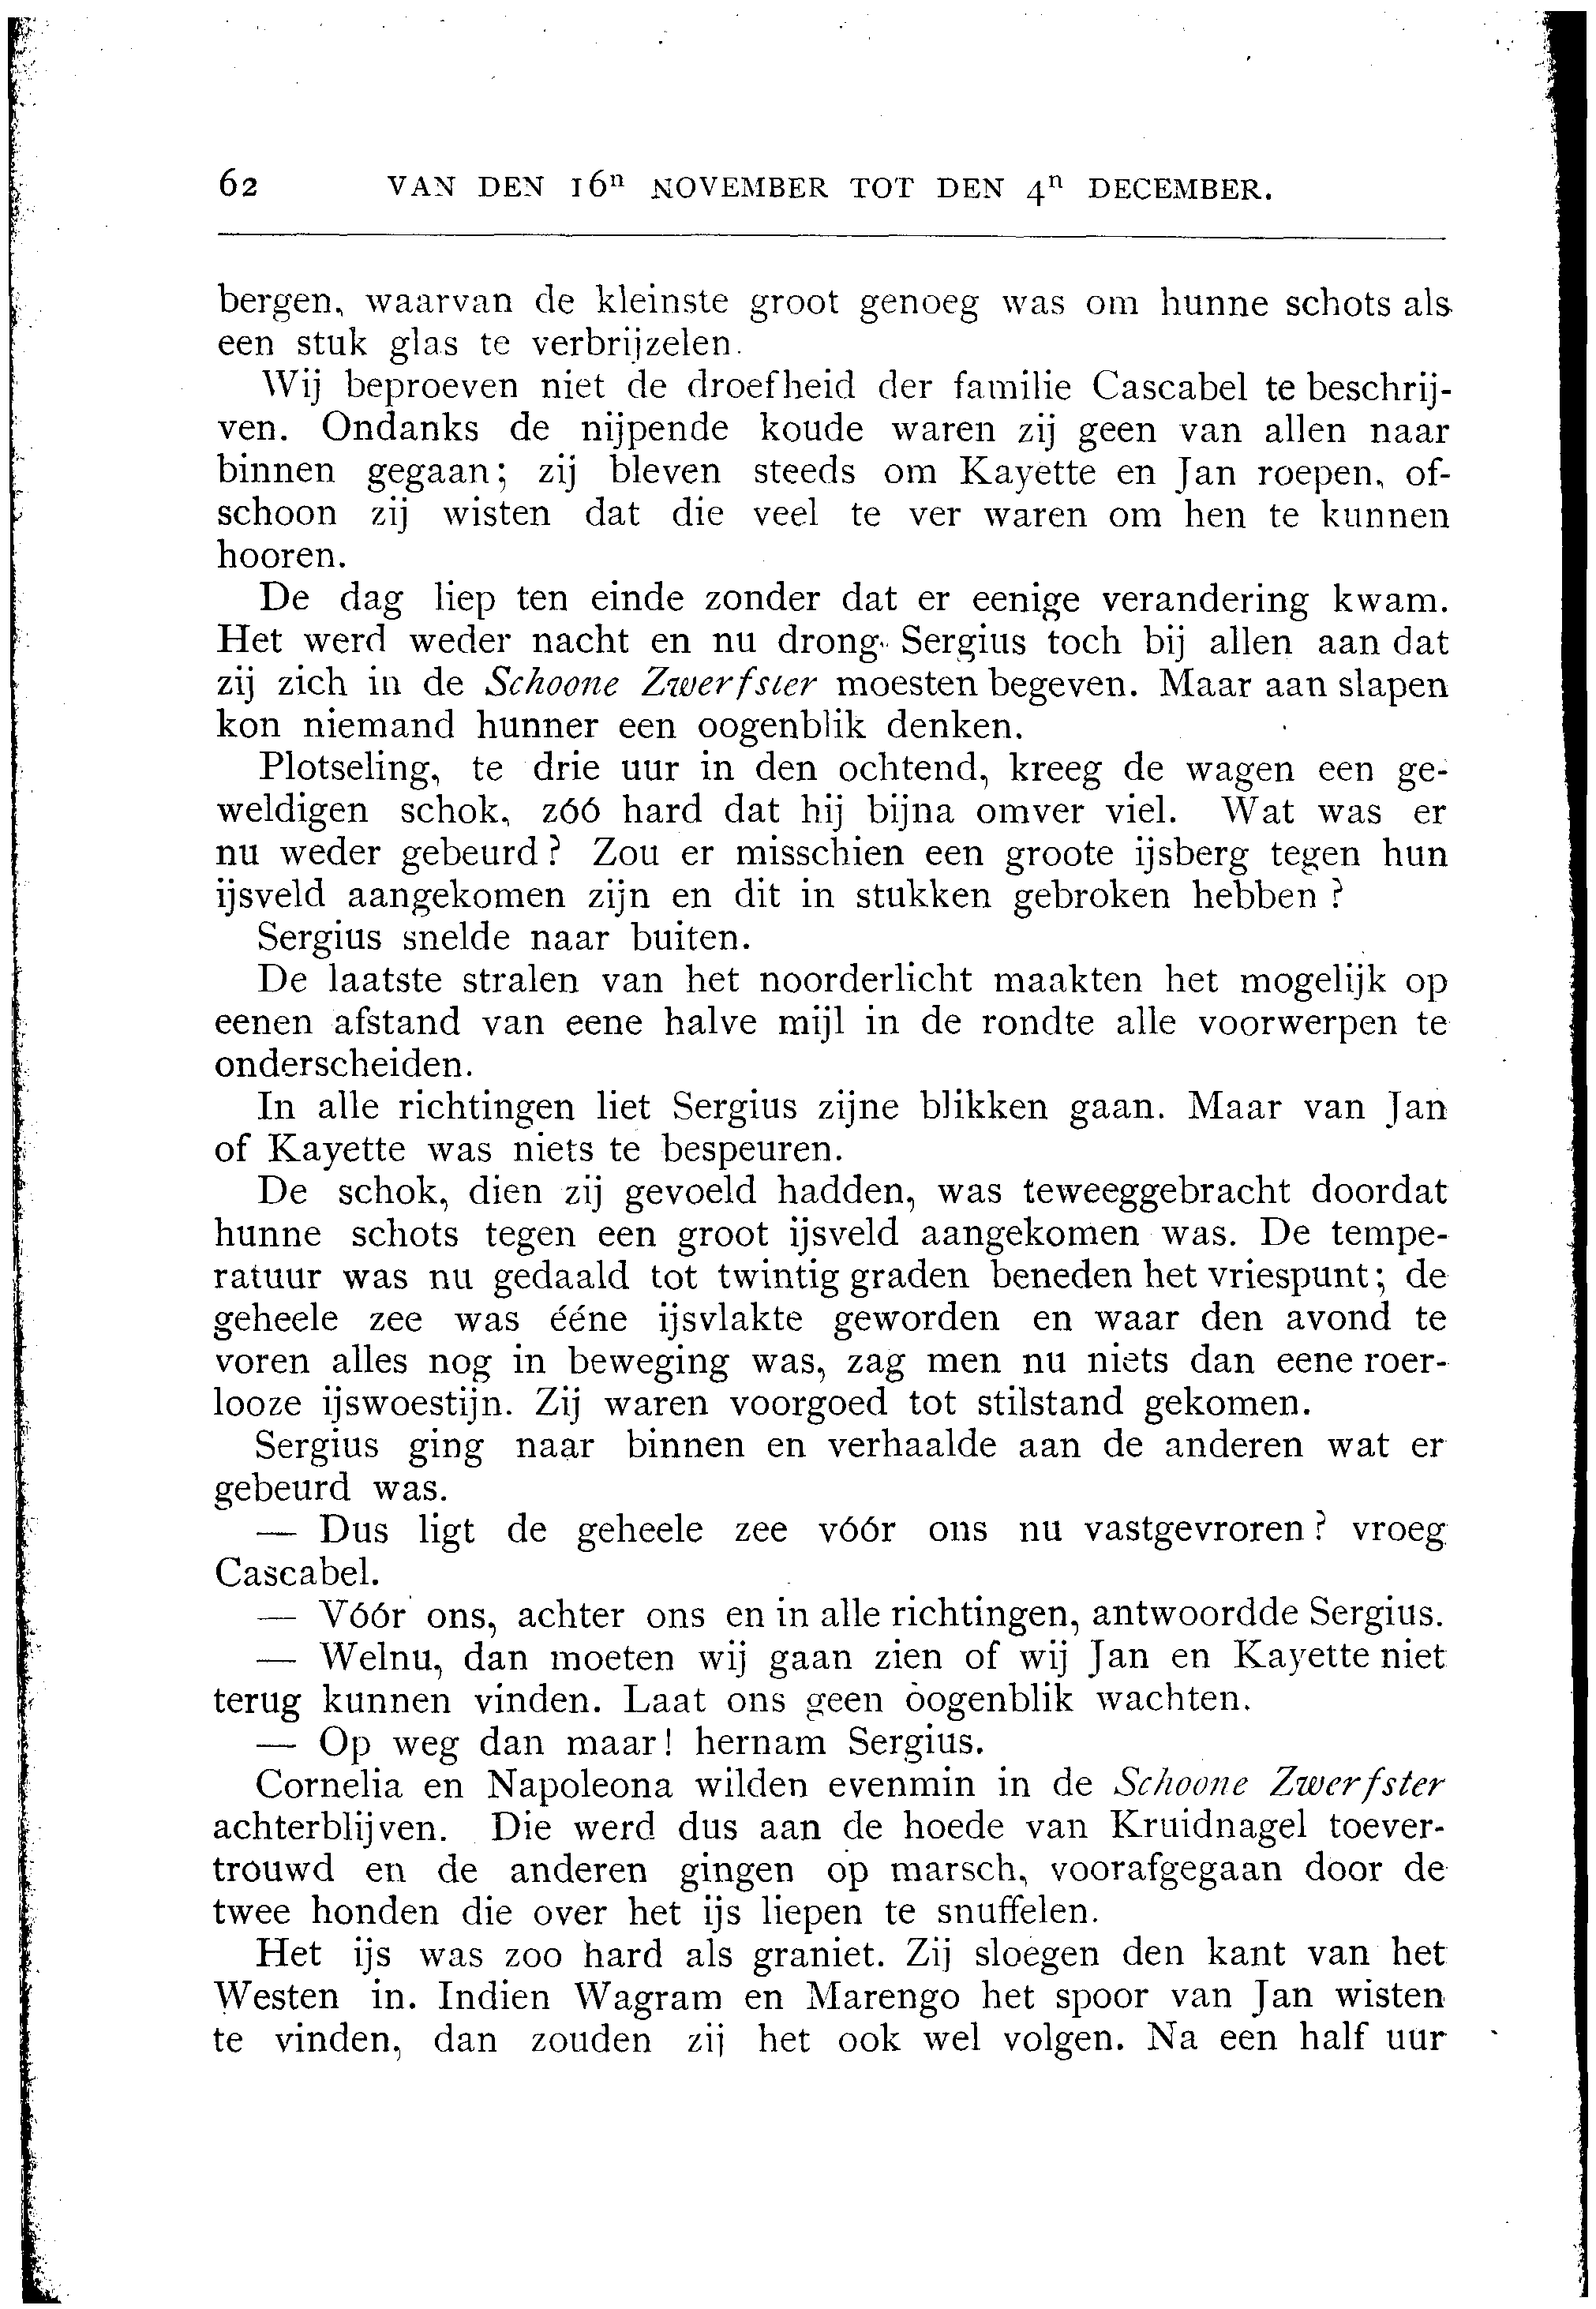 62 VAN DEN 16n NOVEMBER TOT DEN 4n DECEMBER.
bergen, waarvan de kleinste groot genoeg was om hunne schots als
een stuk glas te verbrijzelen.
Wij beproeven niet de droefheid der familie Cascabel te beschrij-
ven. Ondanks de nijpende koude waren zij geen van allen naar
binnen gegaan; zij bleven steeds om Kayette en Jan roepen, of-
schoon zij wisten dat die veel te ver waren om hen te kunnen
hooren.
De dag liep ten einde zonder dat er eenige verandering kwam.
Het werd weder nacht en nu drong Sergius toch bij allen aan dat
zij zich in de Schoone Zwerfster moesten begeven. Maar aan slapen
kon niemand hunner een oogenblik denken.
Plotseling, te drie uur in den ochtend, kreeg de wagen een ge-
weldigen schok, zóó hard dat hij bijna omver viel. Wat was er
nu weder gebeurd? Zou er misschien een groote ijsberg tegen hun
ijsveld aangekomen zijn en dit in stukken gebroken hebben?
Sergius snelde naar buiten.
De laatste stralen van het noorderlicht maakten het mogelijk op
eenen afstand van eene halve mijl in de rondte alle voorwerpen te
onderscheiden.
In alle richtingen liet Sergius zijne blikken gaan. Maar van Jan
of Kayette was niets te bespeuren.
De schok, dien zij gevoeld hadden, was teweeggebracht doordat
hunne schots tegen een groot ijsveld aangekomen was. De tempe-
ratuur was nu gedaald tot twintig graden beneden het vriespunt; de
geheele zee was ééne ijsvlakte geworden en waar den avond te
voren alles nog in beweging was, zag men nu niets dan eene roer-
looze ijswoestijn. Zij waren voorgoed tot stilstand gekomen.
Sergius ging naar binnen en verhaalde aan de anderen wat er
gebeurd was.
— Dus ligt de geheele zee vóór ons nu vastgevroren? vroeg
Cascabel.
— Vóór ons, achter ons en in alle richtingen, antwoordde Sergius.
— Welnu, dan moeten wij gaan zien of wij Jan en Kayette niet
terug kunnen vinden. Laat ons geen oogenblik wachten.
— Op weg dan maar! hernam Sergius.
Cornelia en Napoleona wilden evenmin in de Schoone Zwerfster
achterblijven. Die werd dus aan de hoede van Kruidnagel toever-
trouwd en de anderen gingen op marsch, voorafgegaan door de
twee honden die over het ijs liepen te snuffelen.
Het ijs was zoo hard als graniet. Zij sloegen den kant van het
Westen in. Indien Wagram en Marengo het spoor van Jan wisten
te vinden, dan zouden zij het ook wel volgen. Na een half uur